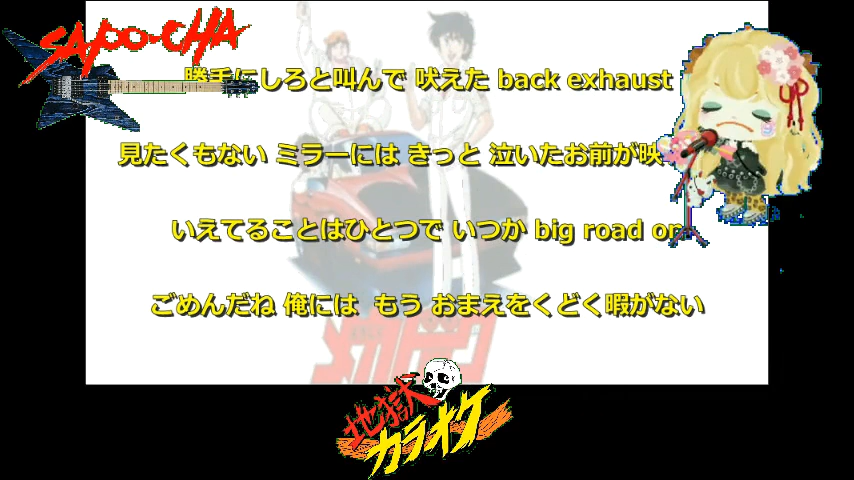 SAPO-CHA
勝手にしろと叫んで 吠えた back exhaust
見たくもない ミラーには きっと 泣いたお前が映
いえてることはひとつで いつか big road on
ごめんだね 俺には もう おまえをくどく暇がない
地獄
カラオケ